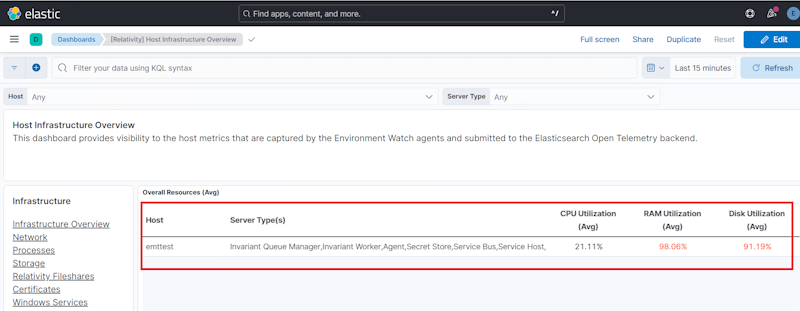 elastic
Find apps, content, and more.
^/
E
D
Dashboards
[Relativity] Host Infrastructure Overview
Full screen
Share
Duplicate
Reset
Edit
Filter your data using KQL syntax
Last 15 minutes
Refresh
Host Any
Server Type Any
Host Infrastructure Overview
This dashboard provides visibility to the host metrics that are captured by the Environment Watch agents and submitted to the Elasticsearch Open Telemetry backend.
Infrastructure
Infrastructure Overview
Network
Processes
Storage
Relativity Fileshares
Certificates
Windows Services
Overall Resources (Avg)
Host Server Type(s) CPU Utilization (Avg) RAM Utilization (Avg) Disk Utilization (Avg)
emttest Invariant Queue Manager,Invariant Worker,Agent,Secret Store,Service Bus,Service Host, 21.11% 98.06% 91.19%